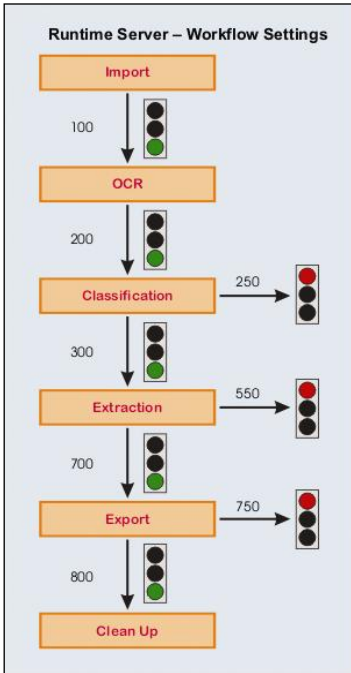 Runtime Server – Workflow Settings
Import
100
OCR
200
Classification
250
300
Extraction
550
700
Export
750
800
Clean Up